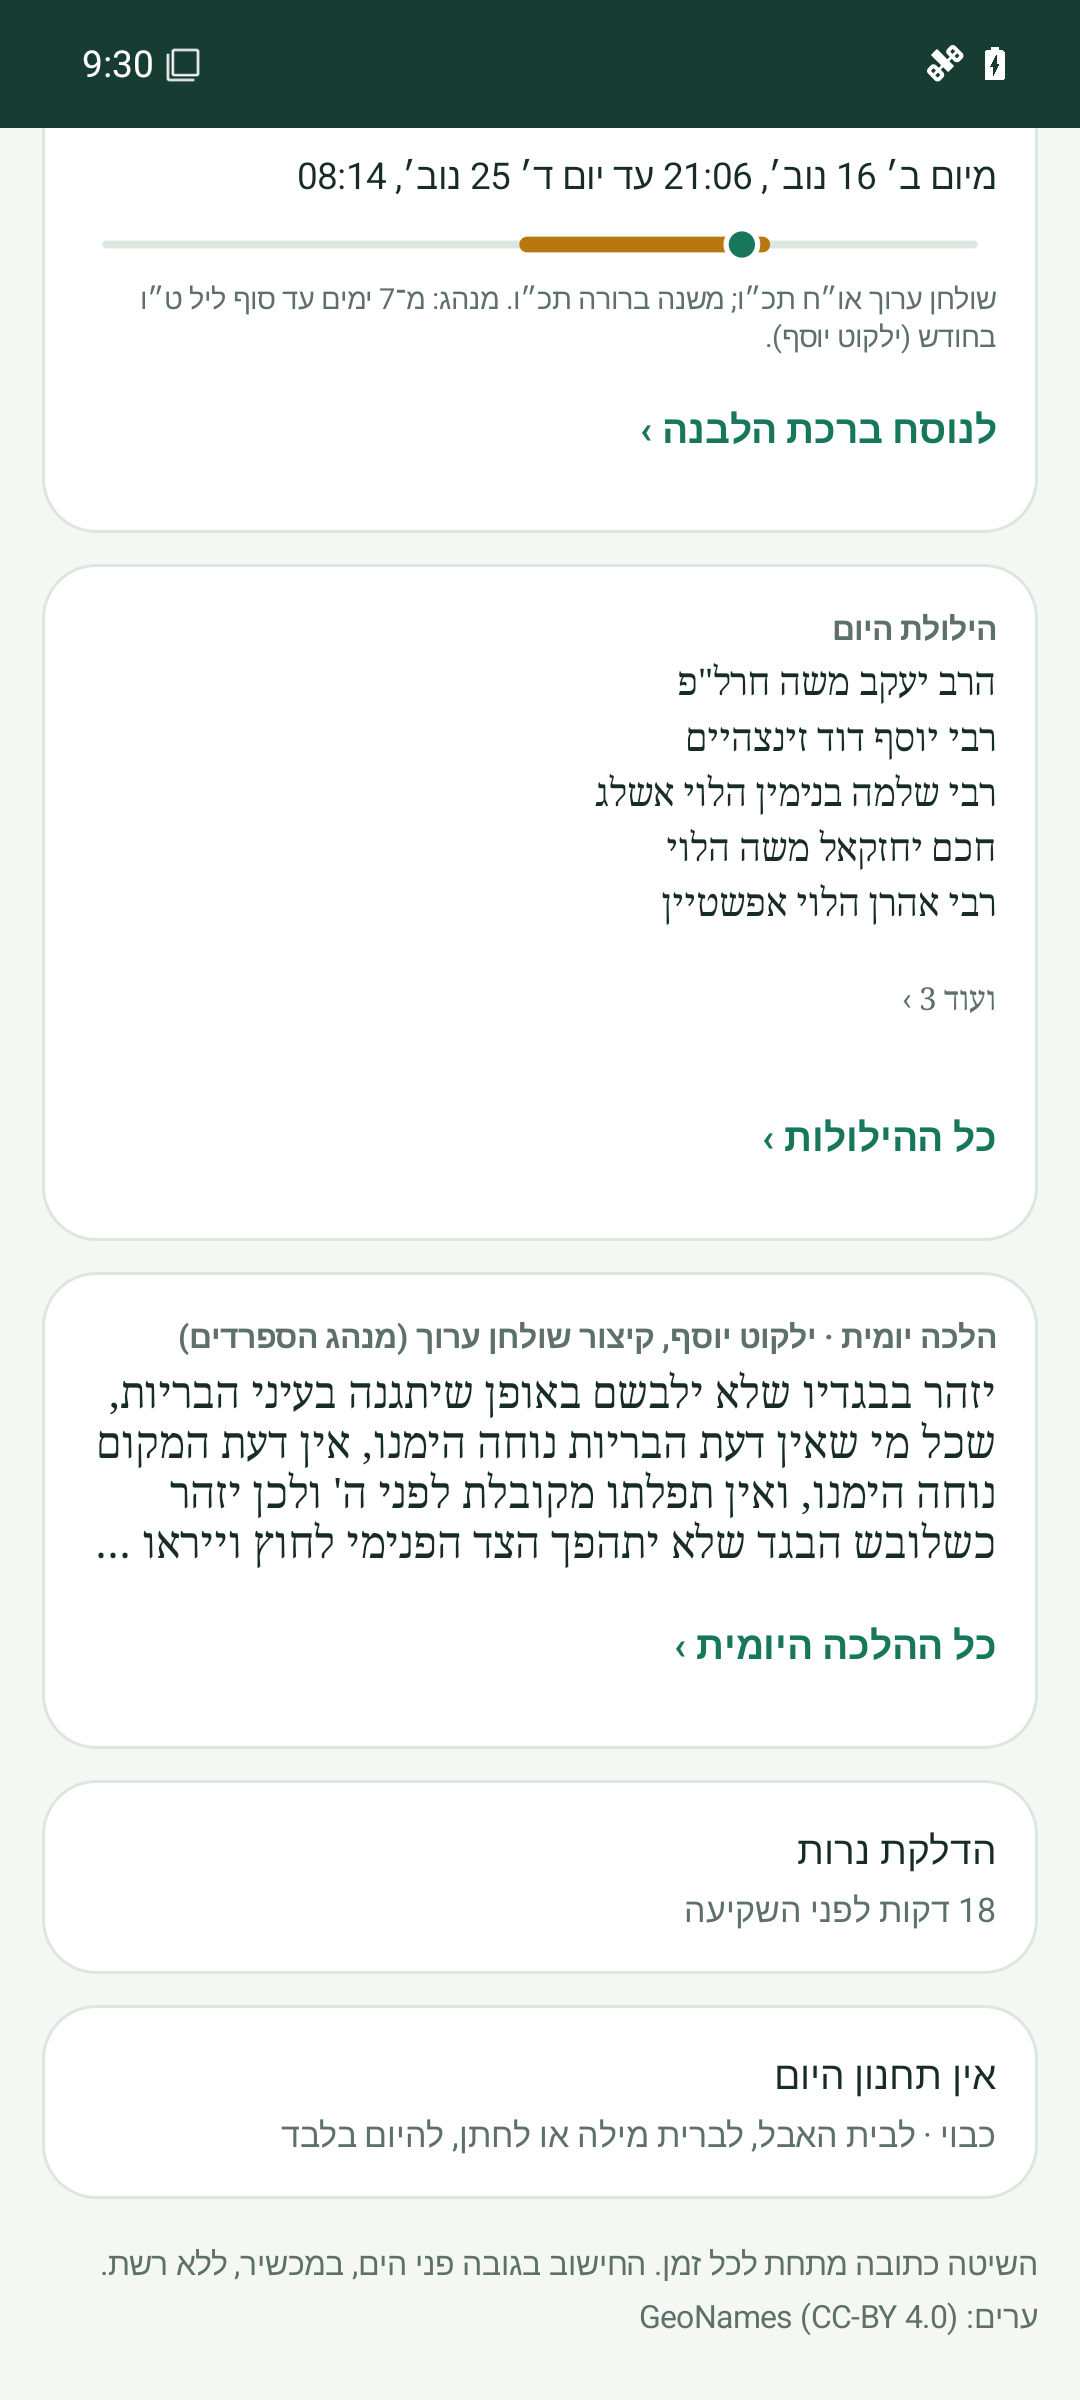 9:30
מיום ב׳ 16 נוב׳, 21:06 עד יום ד׳ 25 נוב׳, 08:14
שולחן ערוך או״ח תכ״ו; משנה ברורה תכ״ו. מנהג: מ־7 ימים עד סוף ליל ט״ו
בחודש (ילקוט יוסף).
לנוסח ברכת הלבנה ›
הילולת היום
הרב יעקב משה חרל"פ
רבי יוסף דוד זינצהיים
רבי שלמה בנימין הלוי אשלג
חכם יחזקאל משה הלוי
רבי אהרן הלוי אפשטיין
ועוד 3 ›
כל ההילולות ›
הלכה יומית · ילקוט יוסף, קיצור שולחן ערוך (מנהג הספרדים)
יזהר בבגדיו שלא ילבשם באופן שיתגנה בעיני הבריות,
שכל מי שאין דעת הבריות נוחה הימנו, אין דעת המקום
נוחה הימנו, ואין תפלתו מקובלת לפני ה' ולכן יזהר
כשלובש הבגד שלא יתהפך הצד הפנימי לחוץ וייראו ...
כל ההלכה היומית ›
הדלקת נרות
18 דקות לפני השקיעה
אין תחנון היום
כבוי · לבית האבל, לברית מילה או לחתן, להיום בלבד
השיטה כתובה מתחת לכל זמן. החישוב בגובה פני הים, במכשיר, ללא רשת.
ערים: GeoNames (CC-BY 4.0)